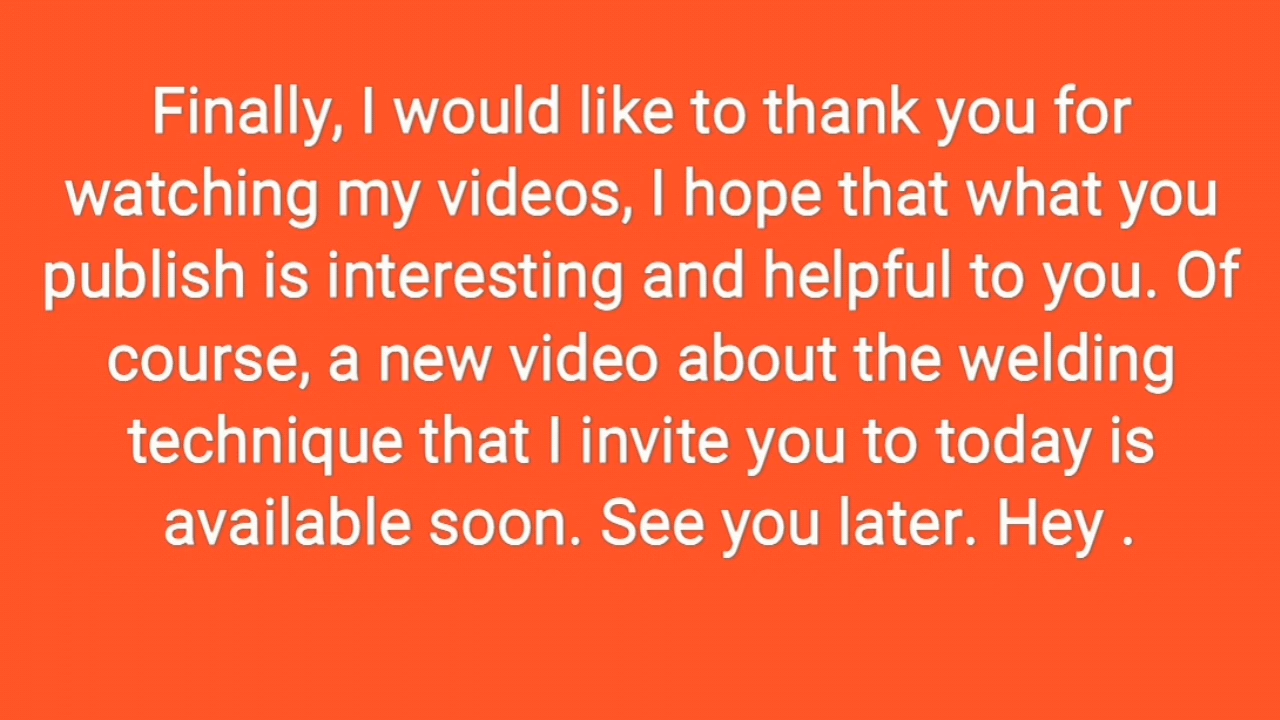 Finally, I would like to thank you for
watching my videos, I hope that what you
publish is interesting and helpful to you. Of
course, a new video about the welding
technique that I invite you to today is
available soon. See you later. Hey .